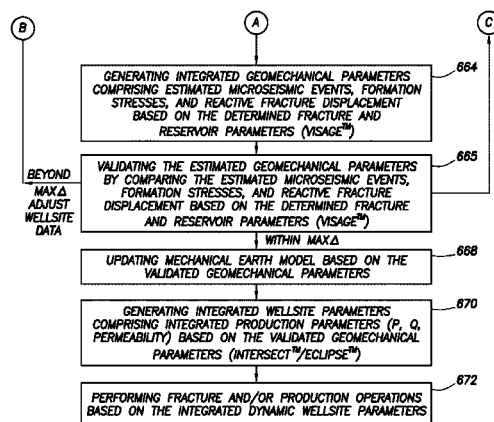 B
A
C
664
GENERATING INTEGRATED GEOMECHANICAL PARAMETERS
COMPRISING ESTIMATED MICROSEISMIC EVENTS, FORMATION
STRESSES, AND REACTIVE FRACTURE DISPLACEMENT
BASED ON THE DETERMINED FRACTURE AND
RESERVOIR PARAMETERS (VISAGE™)
665
VALIDATING THE ESTIMATED GEOMECHANICAL PARAMETERS
BY COMPARING THE ESTIMATED MICROSEISMIC EVENTS,
FORMATION STRESSES, AND REACTIVE FRACTURE
DISPLACEMENT BASED ON THE DETERMINED FRACTURE
AND RESERVOIR PARAMETERS (VISAGE™)
BEYOND
MAX Δ
ADJUST
WELLSITE
DATA
WITHIN MAX Δ
668
UPDATING MECHANICAL EARTH MODEL BASED ON THE
VALIDATED GEOMECHANICAL PARAMETERS
670
GENERATING INTEGRATED WELLSITE PARAMETERS
COMPRISING INTEGRATED PRODUCTION PARAMETERS (P, Q,
PERMEABILITY) BASED ON THE VALIDATED GEOMECHANICAL
PARAMETERS (INTERSECT™/ECLIPSE™)
672
PERFORMING FRACTURE AND/OR PRODUCTION OPERATIONS
BASED ON THE INTEGRATED DYNAMIC WELLSITE PARAMETERS